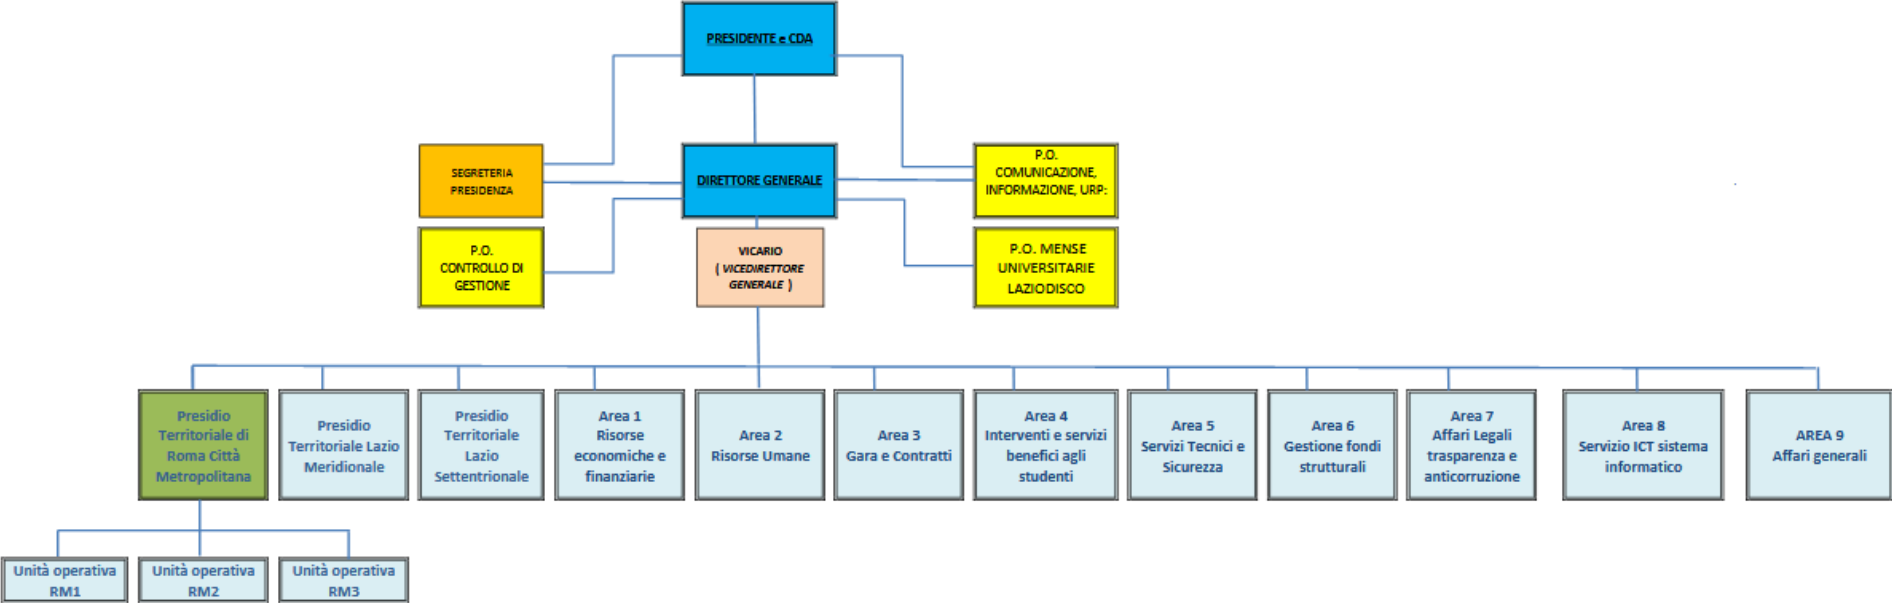 PRESIDENTE e CDA
SEGRETERIA
PRESIDENZA
DIRETTORE GENERALE
P.O.
COMUNICAZIONE,
INFORMAZIONE, URP:
P.O.
CONTROLLO DI
GESTIONE
VICARIO
( VICEDIRETTORE
GENERALE )
P.O. MENSE
UNIVERSITARIE
LAZIODISCO
Presidio
Territoriale di
Roma Città
Metropolitana
Presidio
Territoriale Lazio
Meridionale
Presidio
Territoriale
Lazio
Settentrionale
Area 1
Risorse
economiche e
finanziarie
Area 2
Risorse Umane
Area 3
Gara e Contratti
Area 4
Interventi e servizi
benefici agli
studenti
Area 5
Servizi Tecnici e
Sicurezza
Area 6
Gestione fondi
strutturali
Area 7
Affari Legali
trasparenza e
anticorruzione
Area 8
Servizio ICT sistema
informatico
AREA 9
Affari generali
Unità operativa
RM1
Unità operativa
RM2
Unità operativa
RM3